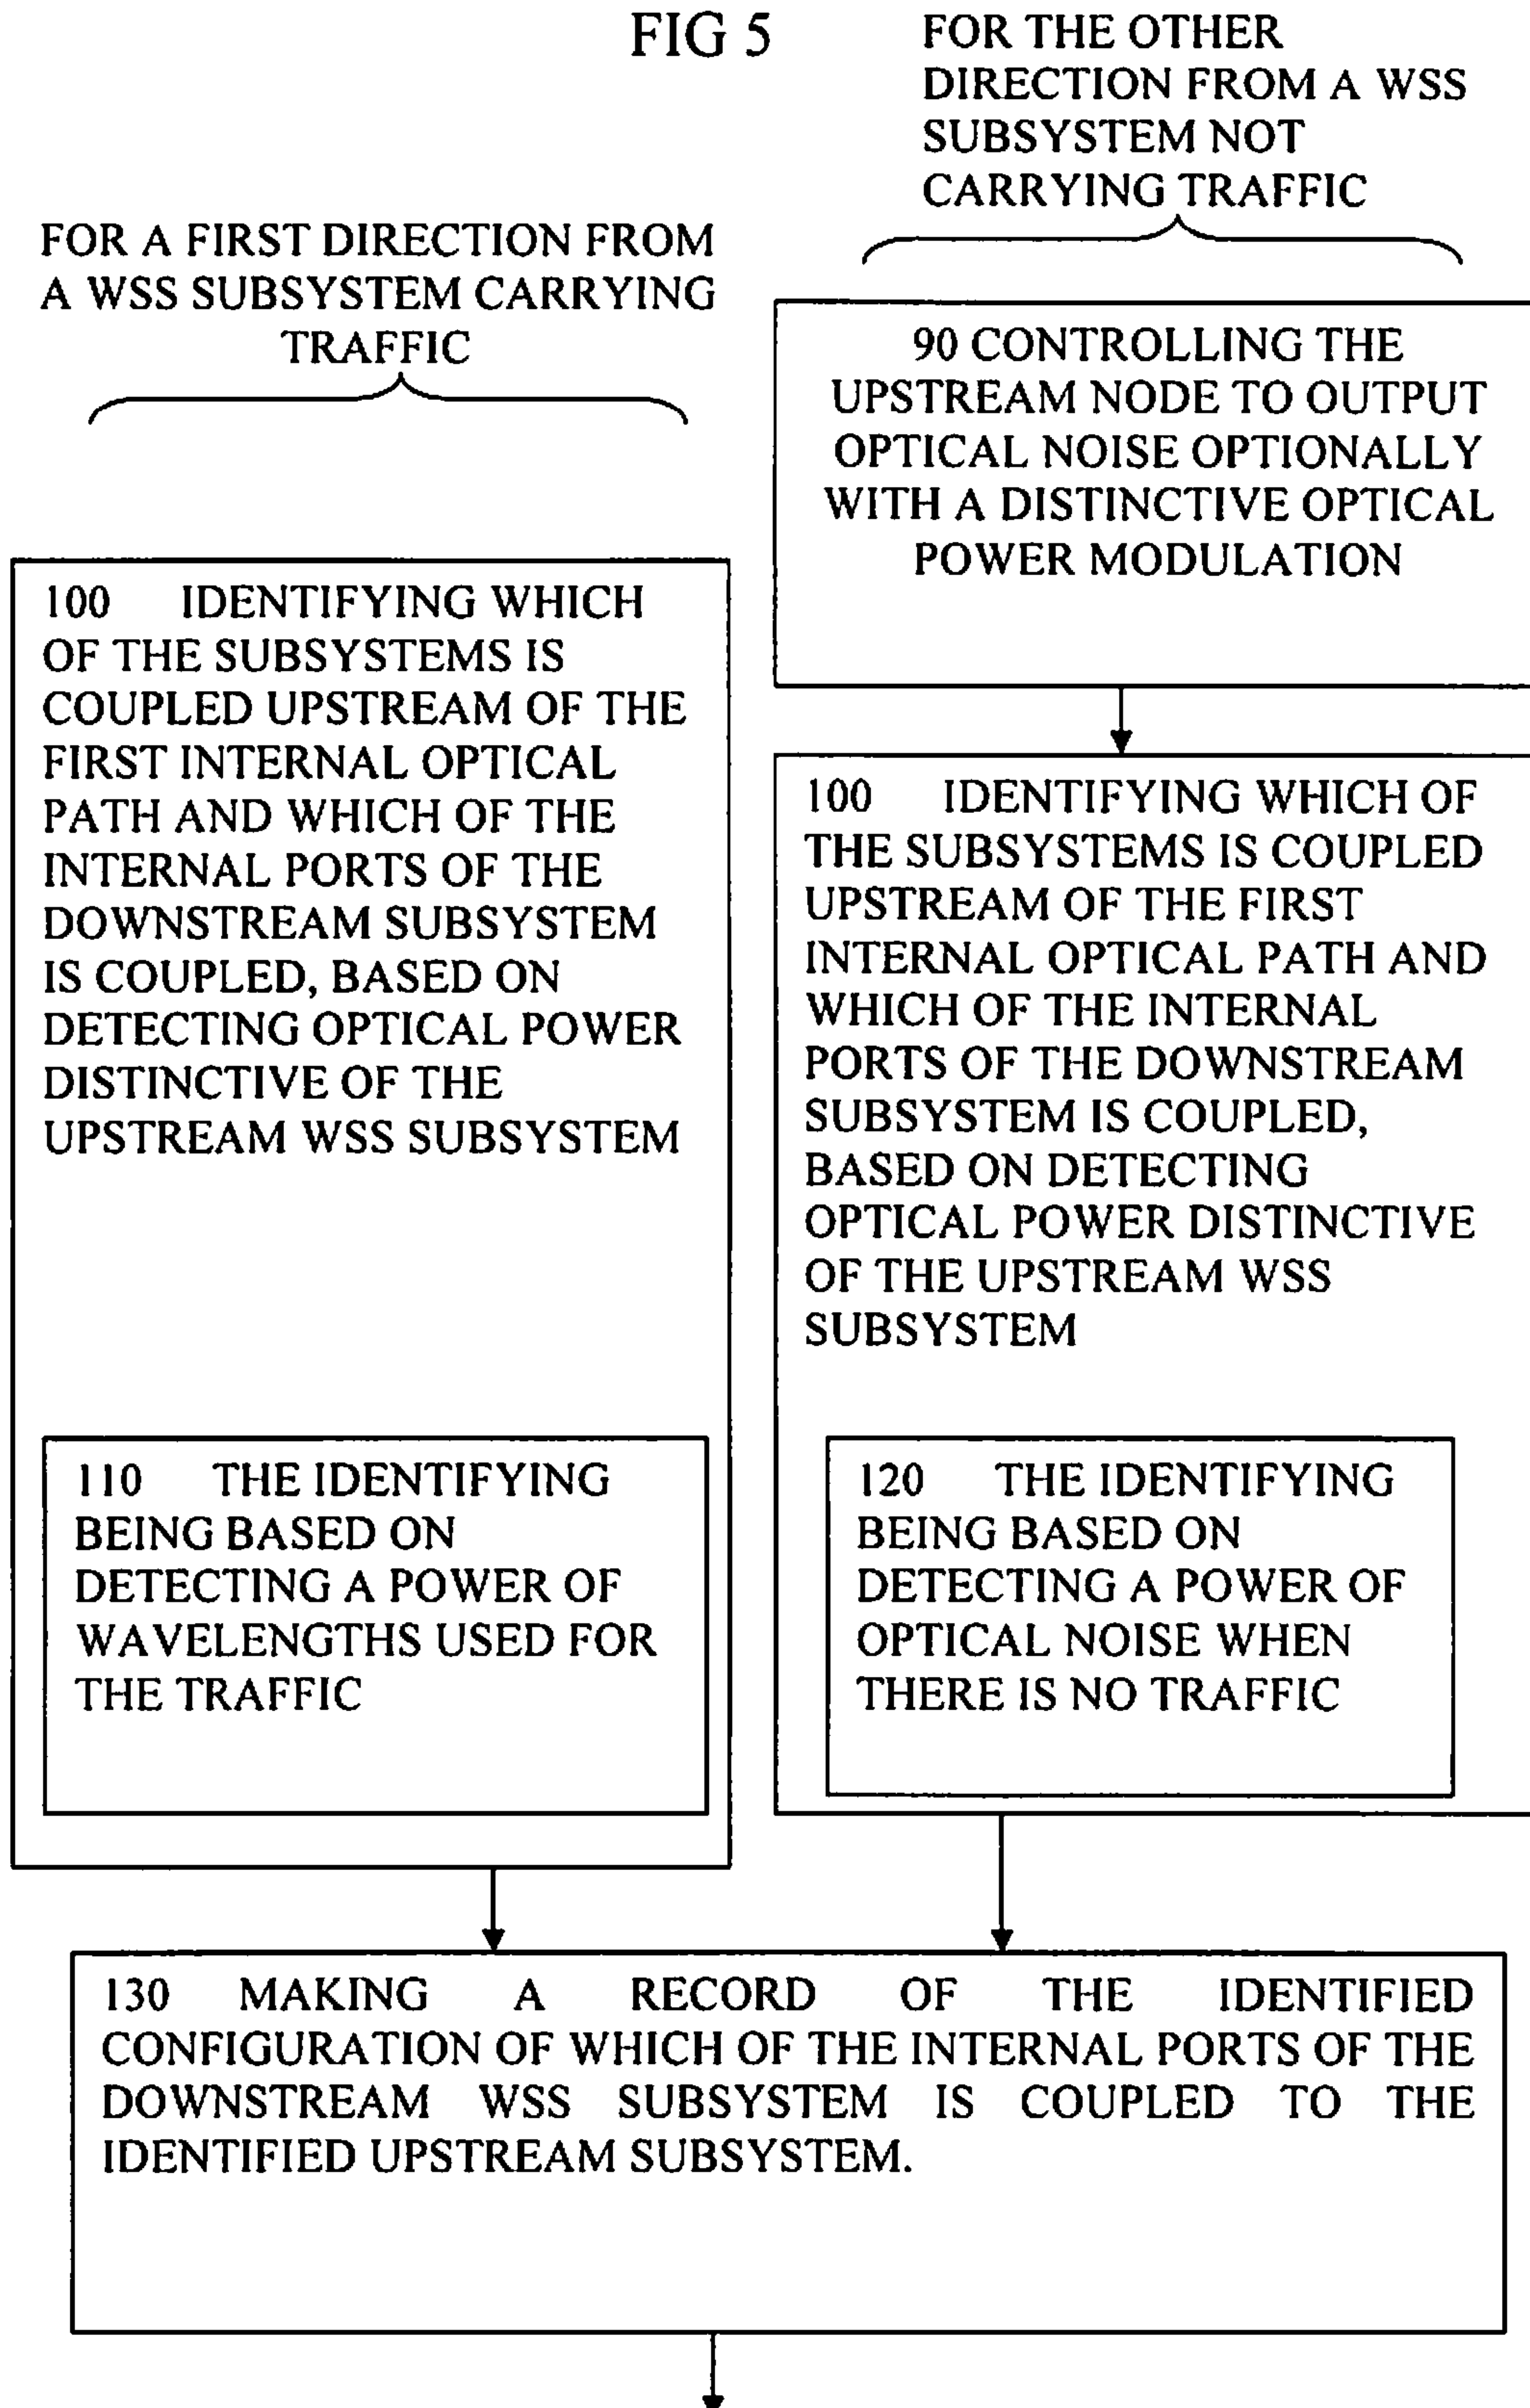 FIG 5
FOR THE OTHER
DIRECTION FROM A WSS
SUBSYSTEM NOT
CARRYING TRAFFIC
FOR A FIRST DIRECTION FROM
A WSS SUBSYSTEM CARRYING
TRAFFIC
90 CONTROLLING THE
UPSTREAM NODE TO OUTPUT
OPTICAL NOISE OPTIONALLY
WITH A DISTINCTIVE OPTICAL
POWER MODULATION
100 IDENTIFYING WHICH
OF THE SUBSYSTEMS IS
COUPLED UPSTREAM OF THE
FIRST INTERNAL OPTICAL
PATH AND WHICH OF THE
INTERNAL PORTS OF THE
DOWNSTREAM SUBSYSTEM
IS COUPLED, BASED ON
DETECTING OPTICAL POWER
DISTINCTIVE OF THE
UPSTREAM WSS SUBSYSTEM
100 IDENTIFYING WHICH OF
THE SUBSYSTEMS IS COUPLED
UPSTREAM OF THE FIRST
INTERNAL OPTICAL PATH AND
WHICH OF THE INTERNAL
PORTS OF THE DOWNSTREAM
SUBSYSTEM IS COUPLED,
BASED ON DETECTING
OPTICAL POWER DISTINCTIVE
OF THE UPSTREAM WSS
SUBSYSTEM
110 THE IDENTIFYING
BEING BASED ON
DETECTING A POWER OF
WAVELENGTHS USED FOR
THE TRAFFIC
120 THE IDENTIFYING
BEING BASED ON
DETECTING A POWER OF
OPTICAL NOISE WHEN
THERE IS NO TRAFFIC
130 MAKING A RECORD OF THE IDENTIFIED
CONFIGURATION OF WHICH OF THE INTERNAL PORTS OF THE
DOWNSTREAM WSS SUBSYSTEM IS COUPLED TO THE
IDENTIFIED UPSTREAM SUBSYSTEM.